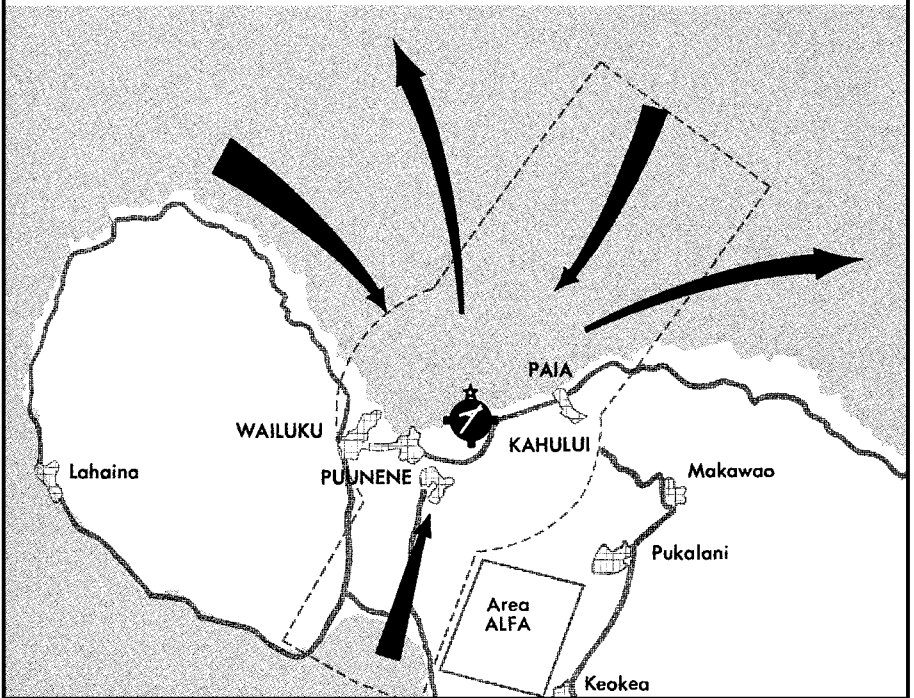 PAIA
WAILUKU
KAHULUI
Lahaina
PUUNENE
Makawao
Pukalani
Area
ALFA
Keokea